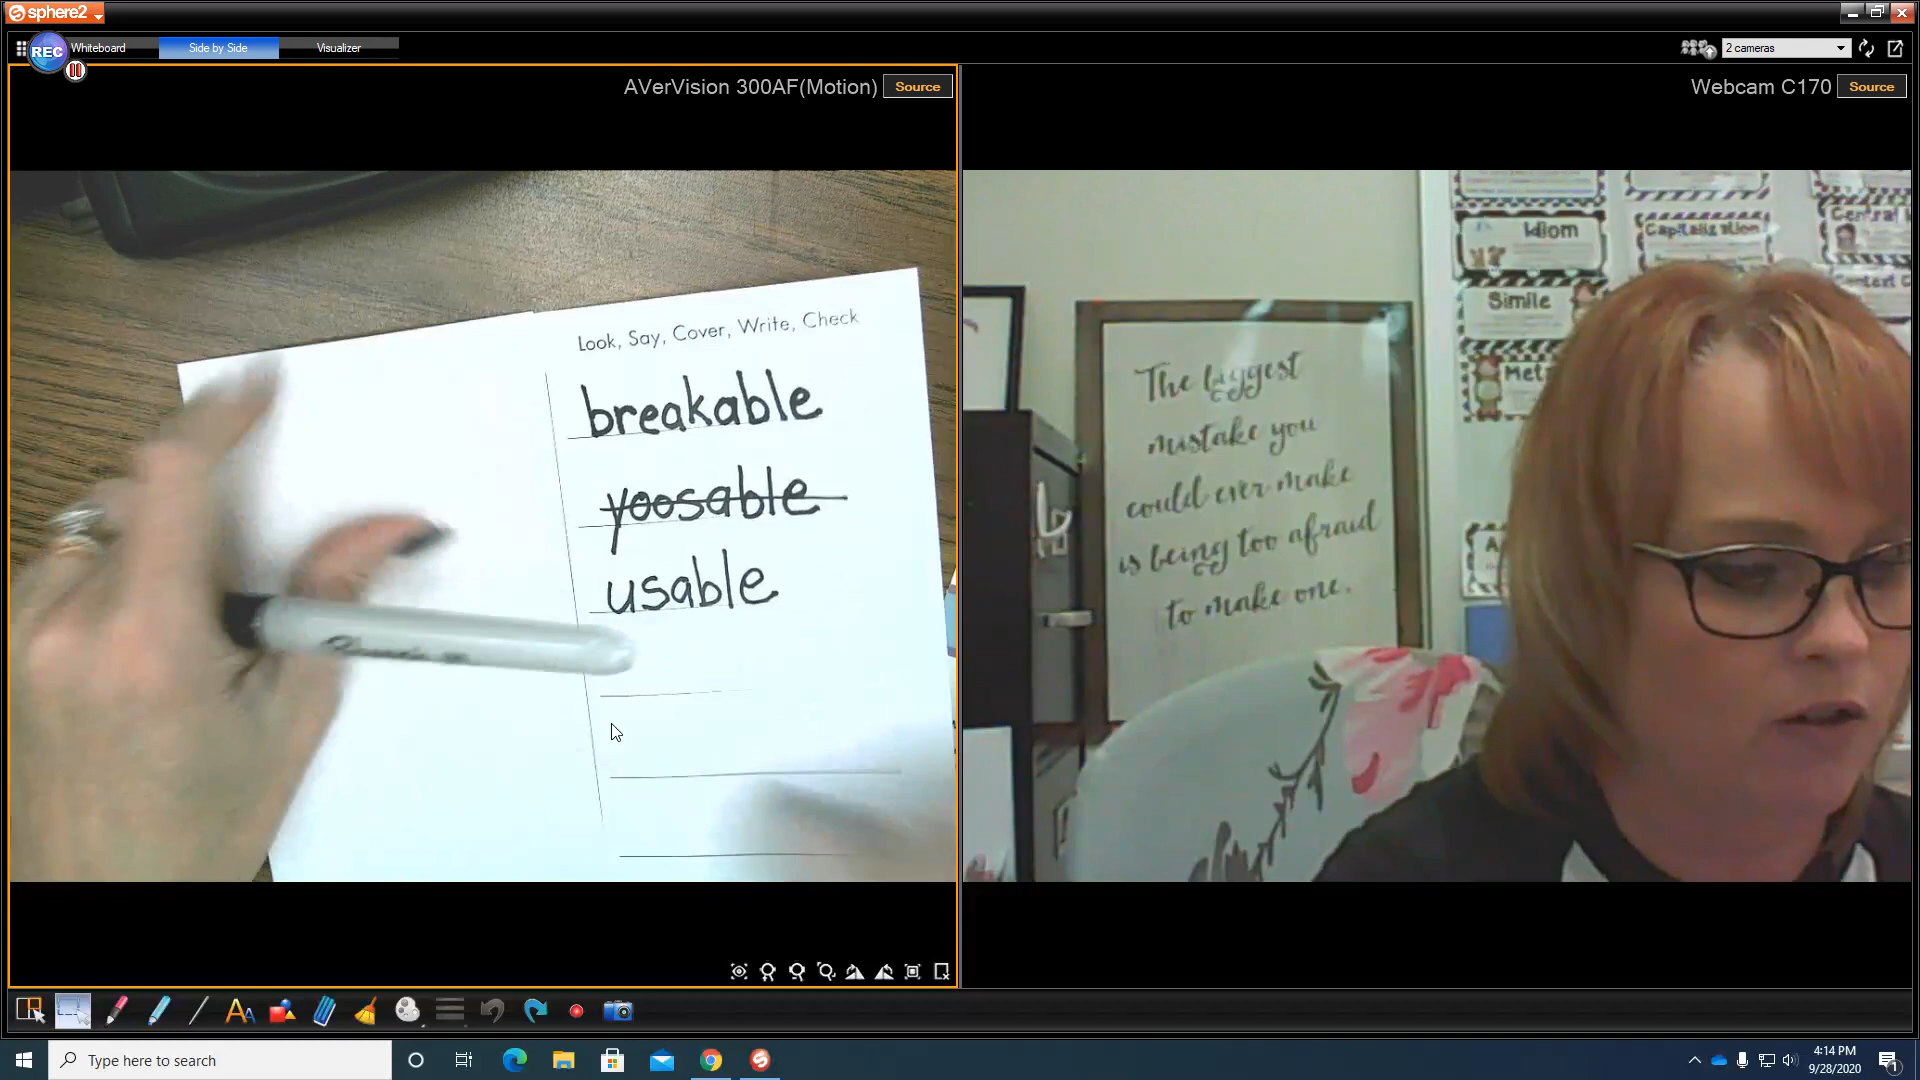 sphere2
REC
Whiteboard
Side by Side
Visualizer
2 cameras
AVerVision 300AF(Motion)
Source
Webcam C170
Source
Look, Say, Cover, Write, Check
breakable
yoosable
usable
The biggest
mistake you
could ever make
is being too afraid
to make one.
Idiom
Simile
Type here to search
4:14 PM
9/28/2020
1